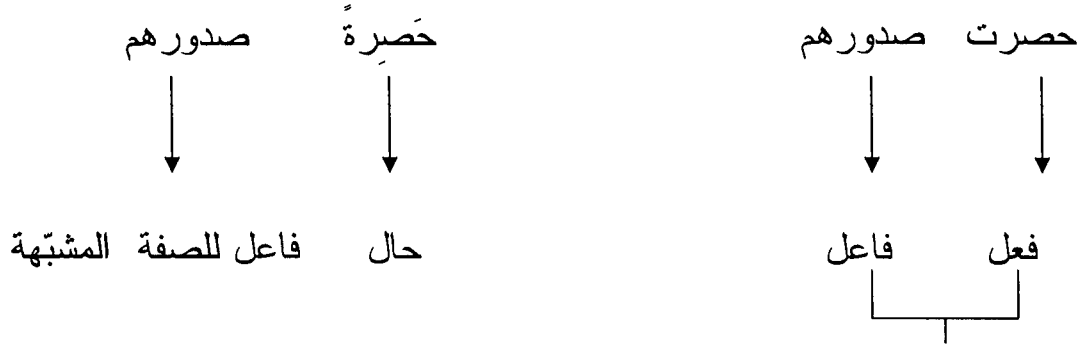 حصرت صدورهم حَصِرةً صدورهم
فعل فاعل حال فاعل للصفة المشبّهة